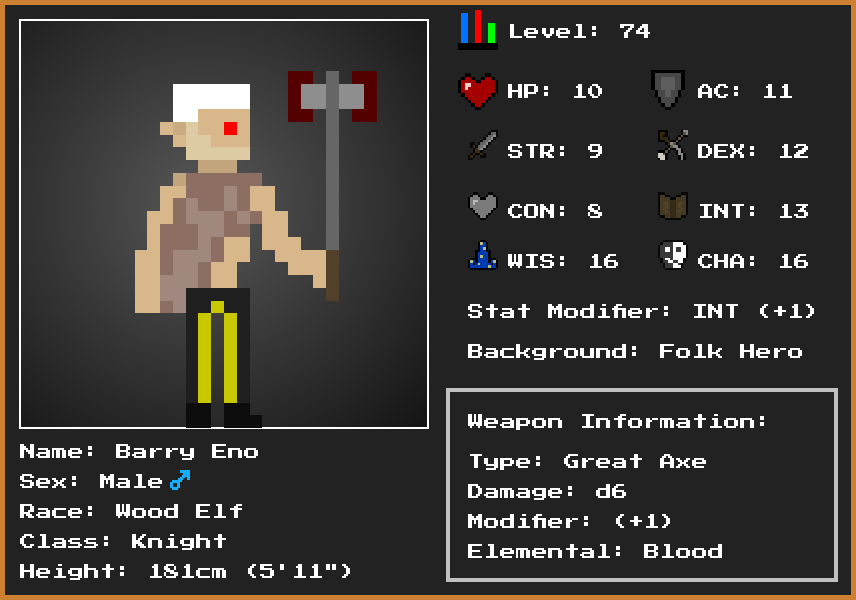 Level: 74
HP: 10 AC: 11
STR: 9 DEX: 12
CON: 8 INT: 13
WIS: 16 CHA: 16
Stat Modifier: INT (+1)
Background: Folk Hero
Weapon Information:
Type: Great Axe
Damage: d6
Modifier: (+1)
Elemental: Blood
Name: Barry Eno
Sex: Male♂
Race: Wood Elf
Class: Knight
Height: 181cm (5'11")